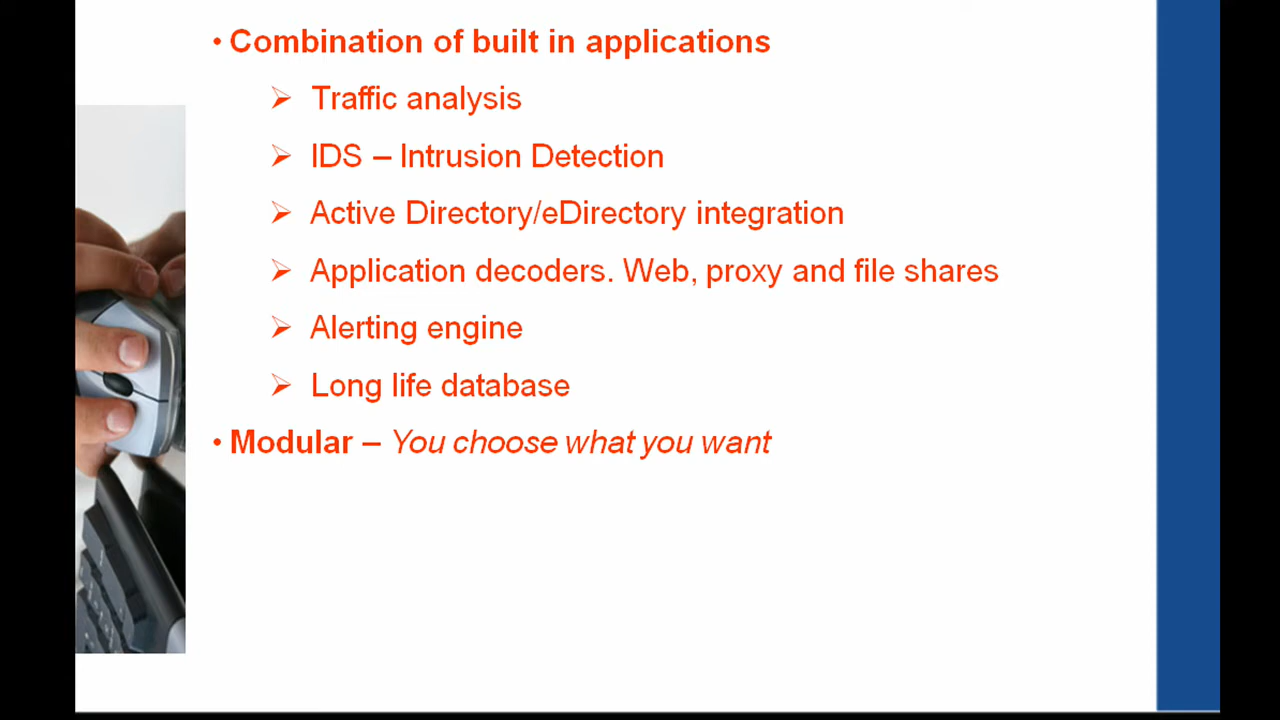 • Combination of built in applications
➢ Traffic analysis
➢ IDS – Intrusion Detection
➢ Active Directory/eDirectory integration
➢ Application decoders. Web, proxy and file shares
➢ Alerting engine
➢ Long life database
• Modular – You choose what you want